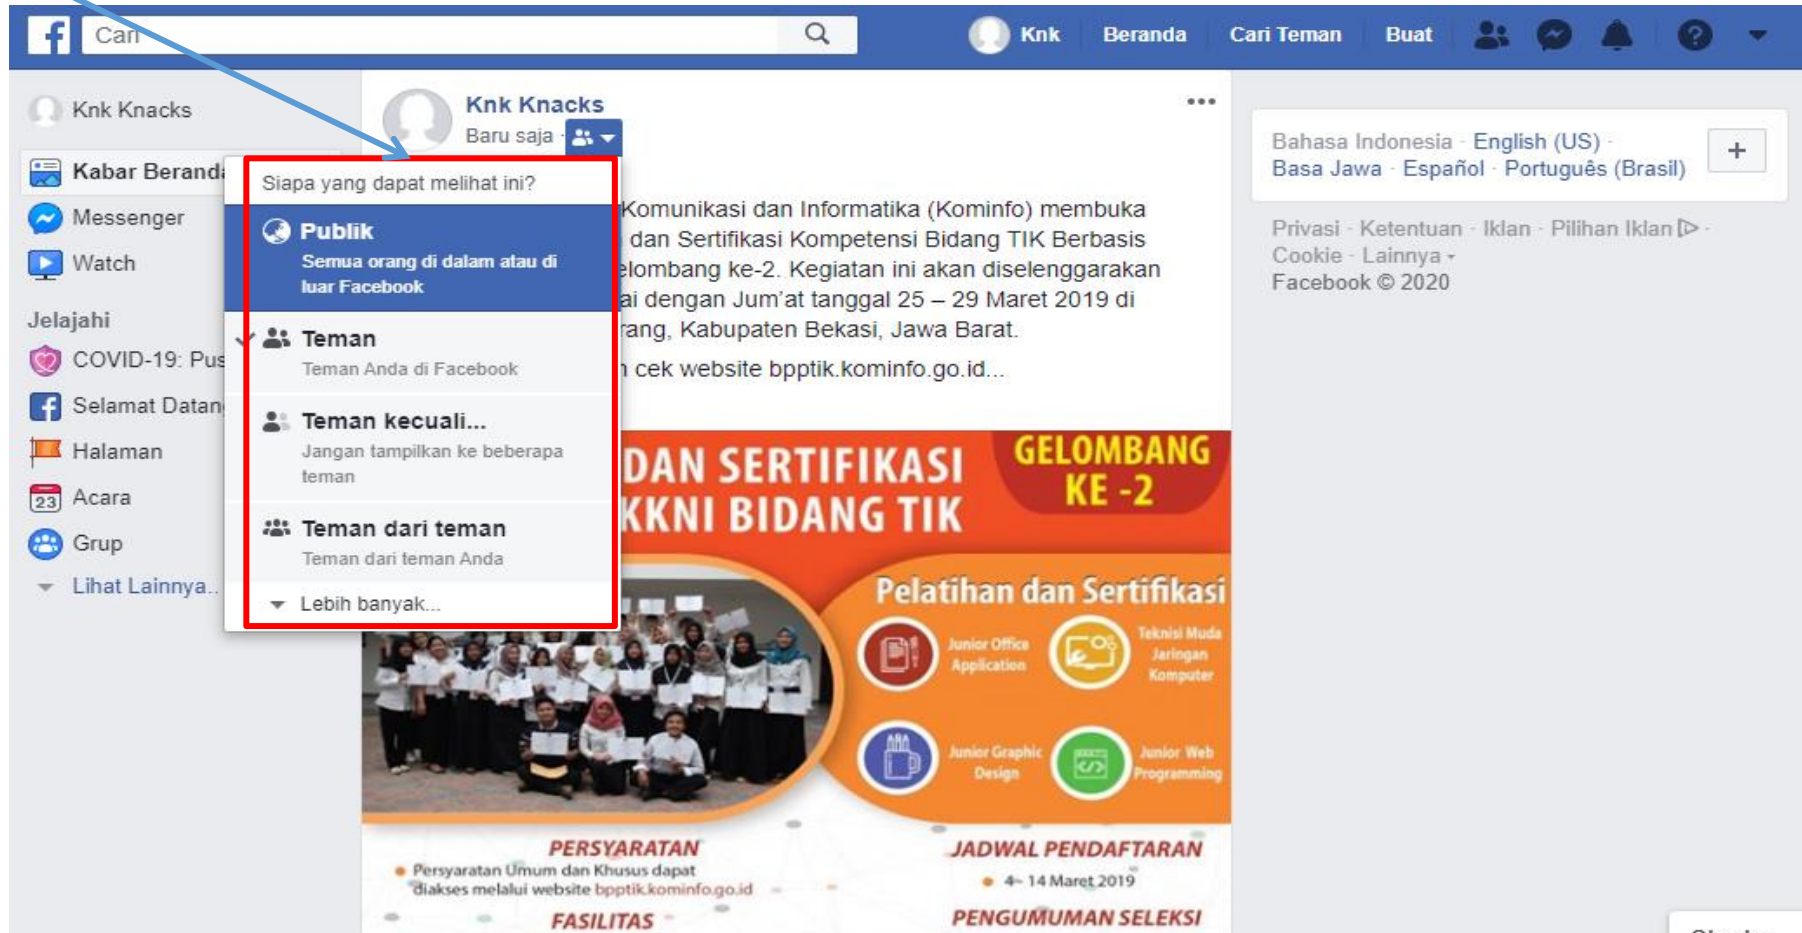 f Cari
Knk Beranda Cari Teman Buat
Knk Knacks
Kabar Beranda
Messenger
Watch
Jelajahi
COVID-19: Pus
Selamat Datang
Halaman
23 Acara
Grup
Lihat Lainnya..
Knk Knacks
Baru saja ·
Siapa yang dapat melihat ini?
Publik
Semua orang di dalam atau di
luar Facebook
Teman
Teman Anda di Facebook
Teman kecuali...
Jangan tampilkan ke beberapa
teman
Teman dari teman
Teman dari teman Anda
Lebih banyak...
Komunikasi dan Informatika (Kominfo) membuka
dan Sertifikasi Kompetensi Bidang TIK Berbasis
elombang ke-2. Kegiatan ini akan diselenggarakan
ai dengan Jum'at tanggal 25 – 29 Maret 2019 di
rang, Kabupaten Bekasi, Jawa Barat.
cek website bpptik.kominfo.go.id...
DAN SERTIFIKASI
KKNI BIDANG TIK
GELOMBANG
KE -2
Pelatihan dan Sertifikasi
Junior Office
Application
Teknisi Muda
Jaringan
Komputer
Junior Graphic
Design
Junior Web
Programming
PERSYARATAN
Persyaratan Umum dan Khusus dapat
diakses melalui website bpptik.kominfo.go.id
FASILITAS
JADWAL PENDAFTARAN
4- 14 Maret 2019
PENGUMUMAN SELEKSI
Bahasa Indonesia · English (US) ·
Basa Jawa · Español · Português (Brasil)
+
Privasi · Ketentuan · Iklan · Pilihan Iklan ·
Cookie · Lainnya
Facebook © 2020